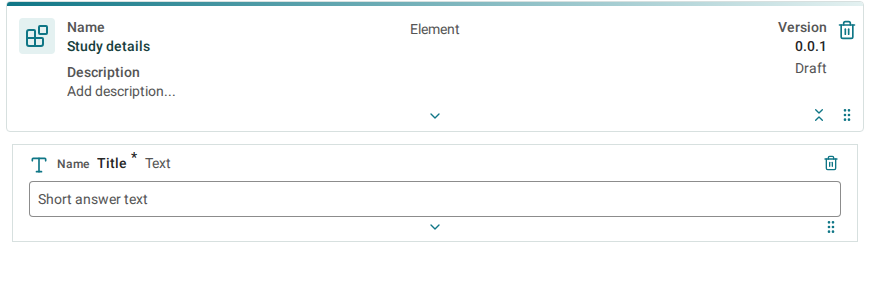 Name
Study details
Element
Version
0.0.1
Description
Add description...
Draft
Name Title * Text
Short answer text